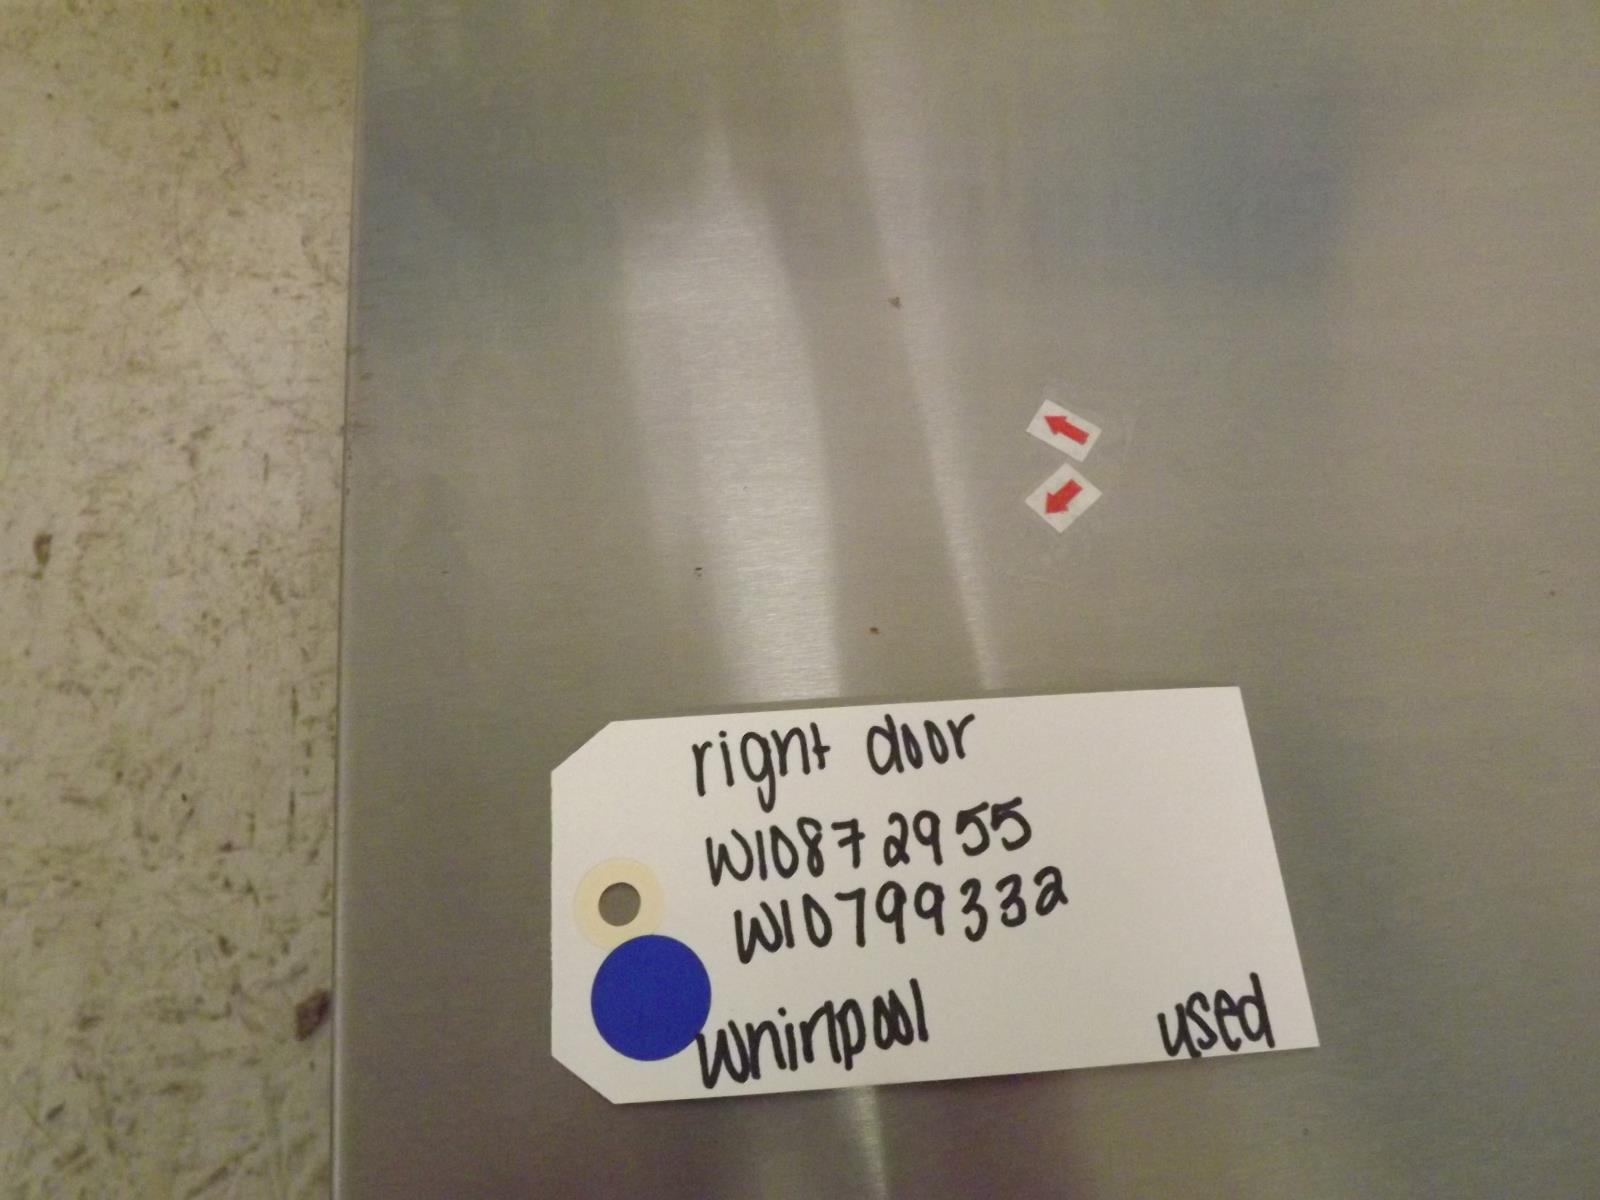 right door
W10872955
W10799332
Whirlpool
used